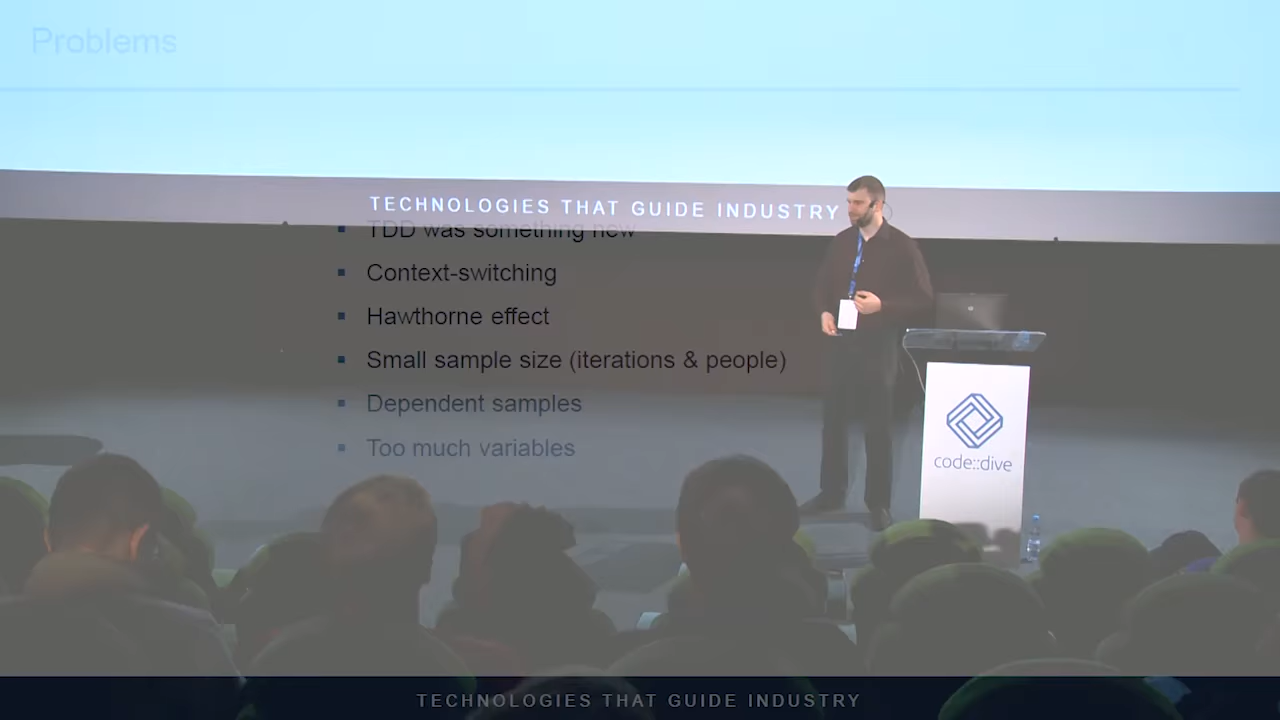 Problems
TECHNOLOGIES THAT GUIDE INDUSTRY
TDD was something new
Context-switching
Hawthorne effect
Small sample size (iterations & people)
Dependent samples
Too much variables
code::dive
TECHNOLOGIES THAT GUIDE INDUSTRY